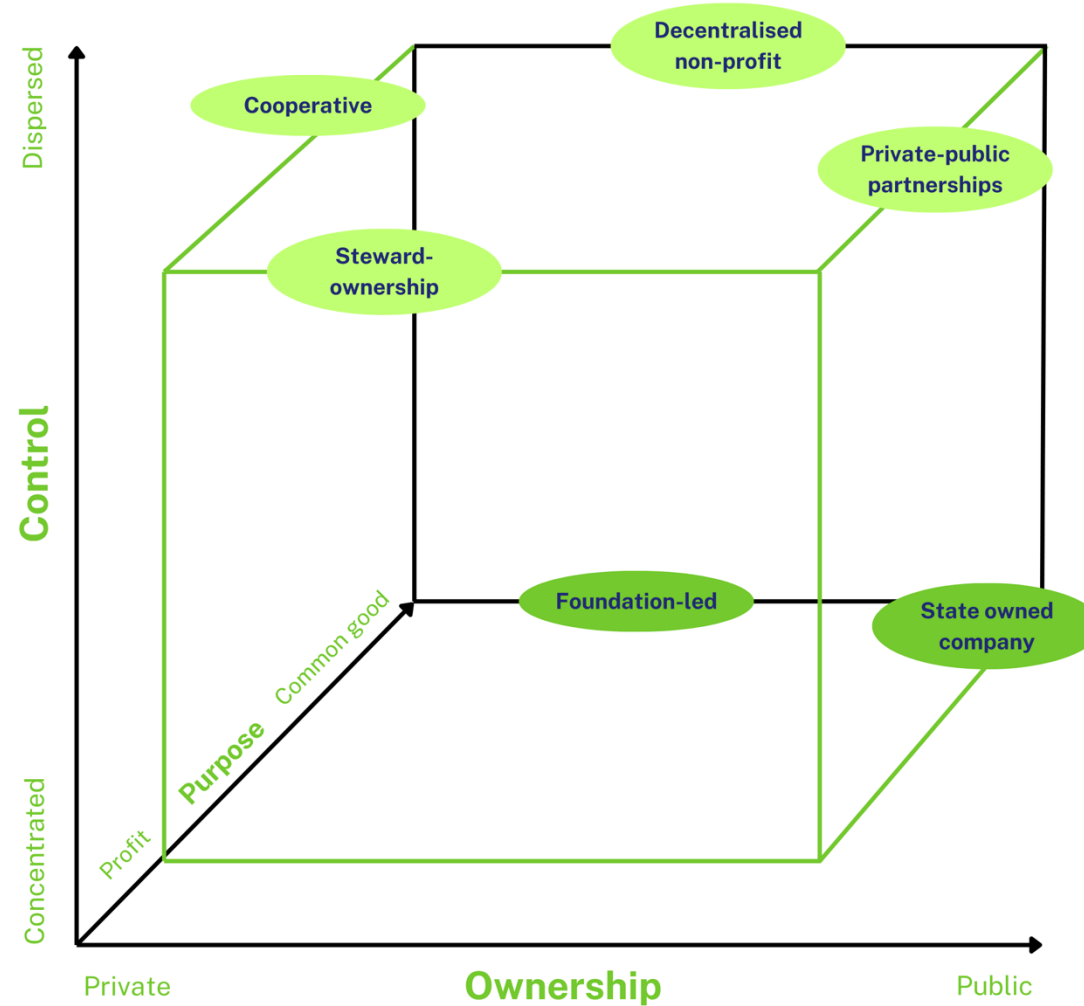 Decentralised
non-profit
Dispersed
Cooperative
Private-public
partnerships
Steward-
ownership
Control
Foundation-led
State owned
company
Common good
Purpose
Profit
Concentrated
Private
Ownership
Public